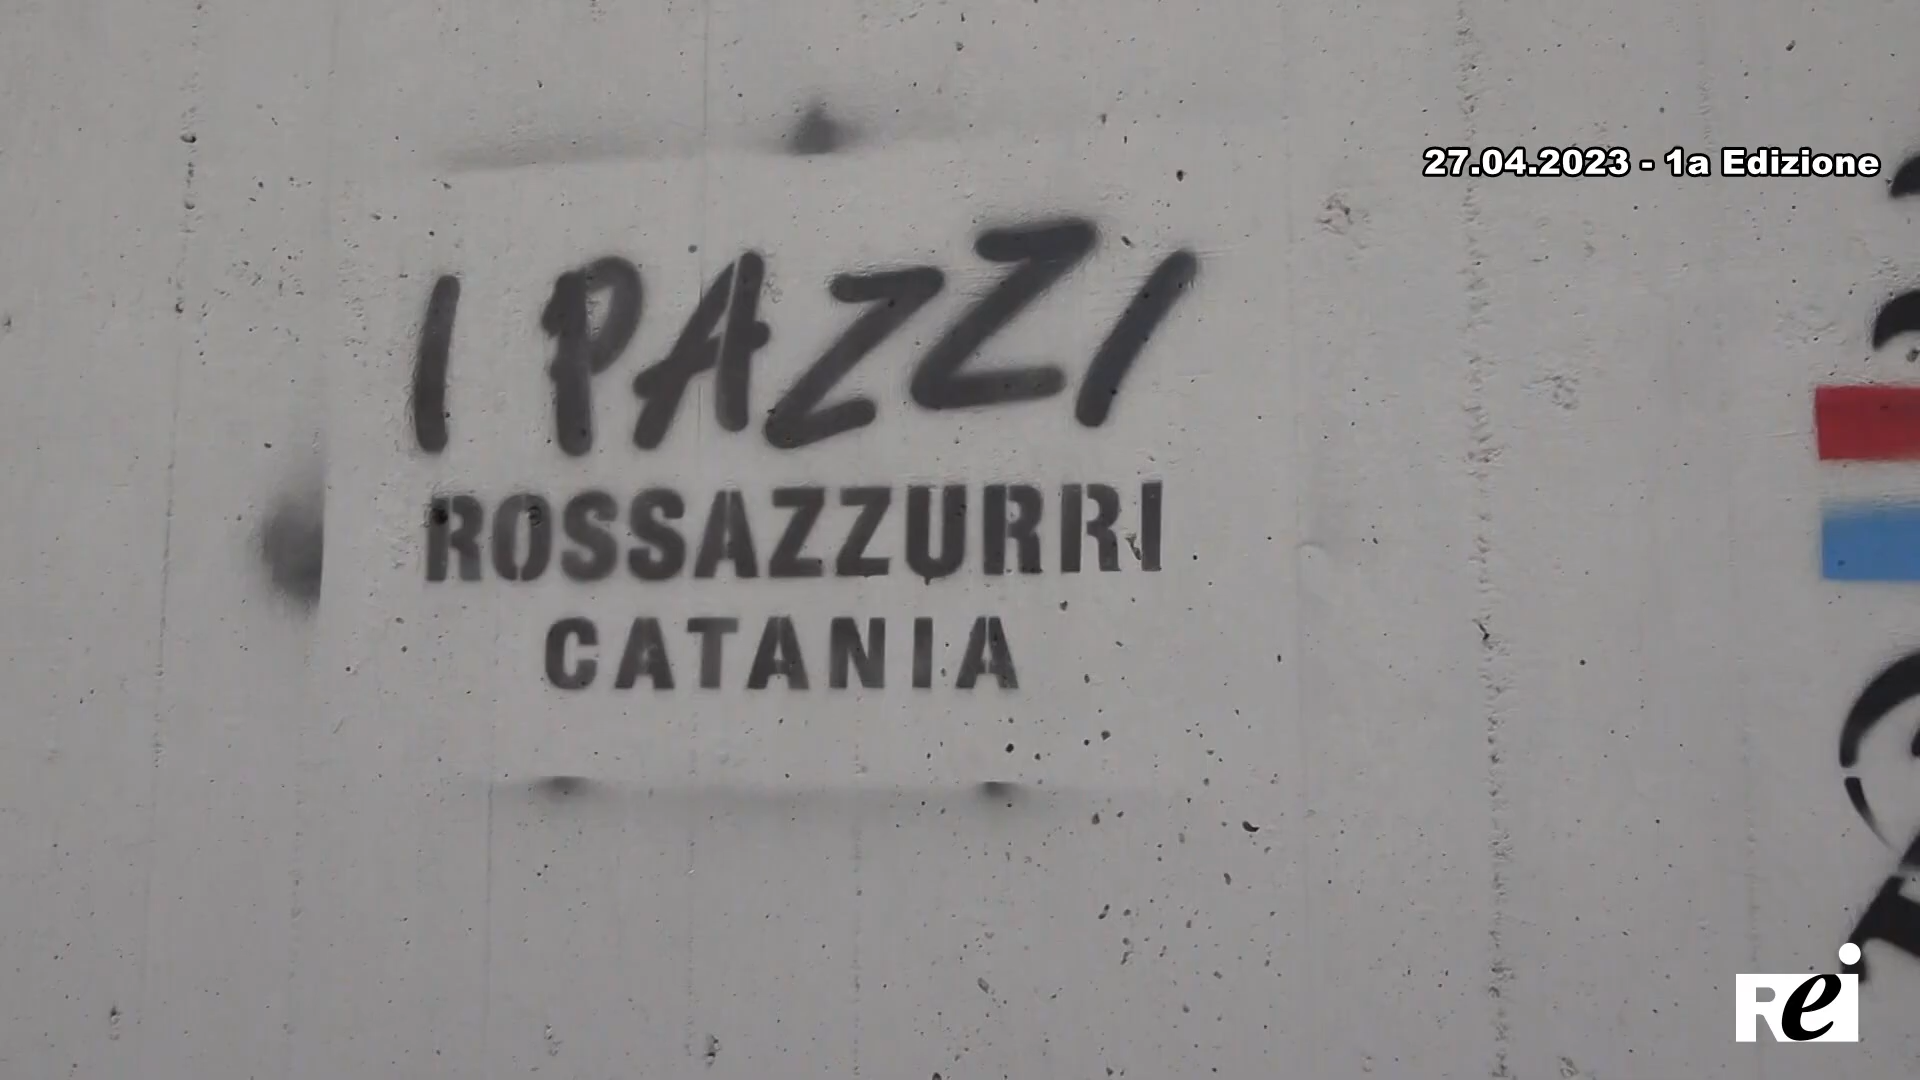 27.04.2023 - 1a Edizione
I PAZZI
ROSSAZZURRI
CATANIA
Rei